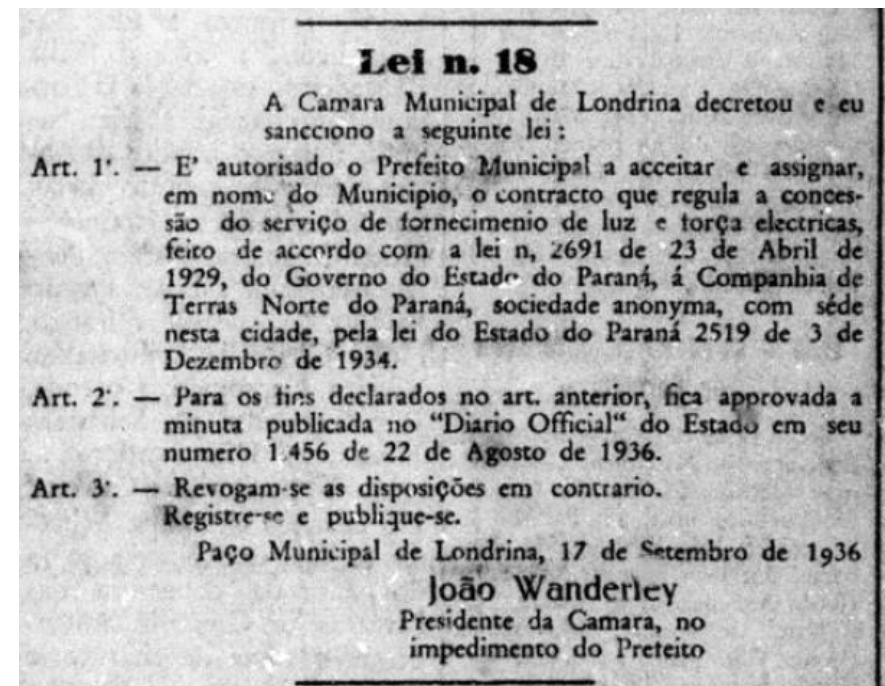 Lei n. 18
A Camara Municipal de Londrina decretou e eu
sancciono a seguinte lei :
Art. 1'. — E' autorisado o Prefeito Municipal a acceitar e assignar,
em nome do Municipio, o contracto que regula a conces-
são do serviço de fornecimenio de luz e torça electricas,
feito de accordo com a lei n, 2691 de 23 de Abril de
1929, do Governo do Estado do Paraná, á Companhia de
Terras Norte do Paraná, sociedade anonyma, com séde
nesta cidade, pela lei do Estado do Paraná 2519 de 3 de
Dezembro de 1934.
Art. 2'. — Para os fins declarados no art. anterior, fica approvada a
minuta publicada no “Diario Official“ do Estado em seu
numero 1.456 de 22 de Agosto de 1936.
Art. 3'. — Revogam-se as disposições em contrario.
Registre-se e publique-se.
Paço Municipal de Londrina, 17 de Setembro de 1936
João Wanderley
Presidente da Camara, no
impedimento do Preteito